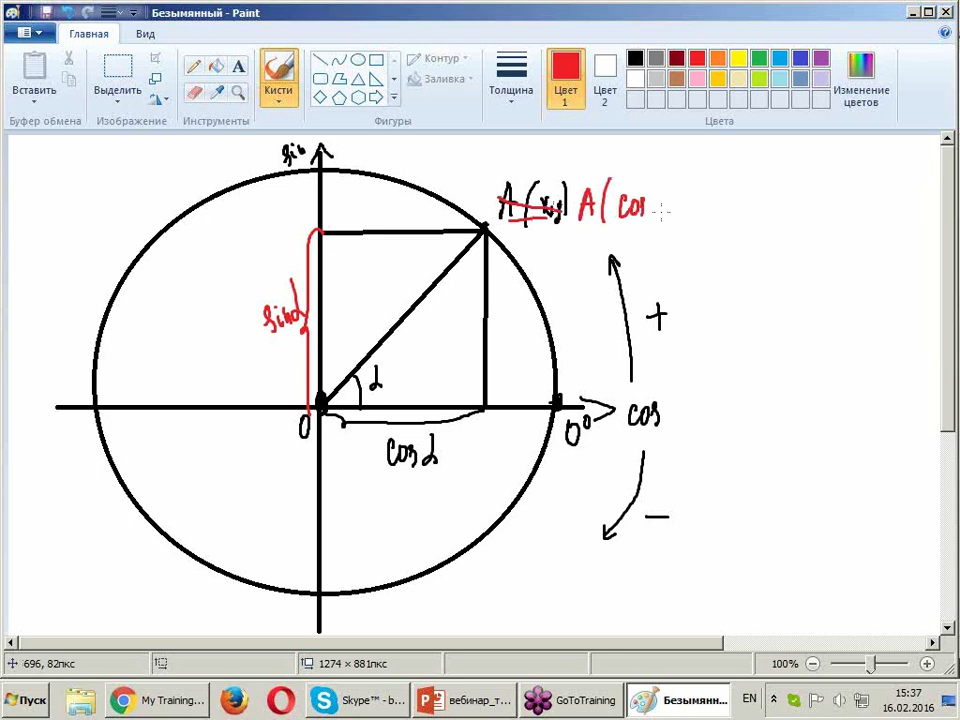 Безымянный - Paint
Главная Вид
Вставить Выделить Кисти Контур Заливка Толщина Цвет 1 Цвет 2 Изменение цветов
Буфер обмена Изображение Инструменты Фигуры Цвета
sin
A(x;y) A(cos
sinα
+
α
cos
0 0°
cosα
−
696, 82пкс 1274 × 881пкс 100%
Пуск My Training... Skype™ - b... вебинар_т... GoToTraining Безымянны... EN 15:37
16.02.2016